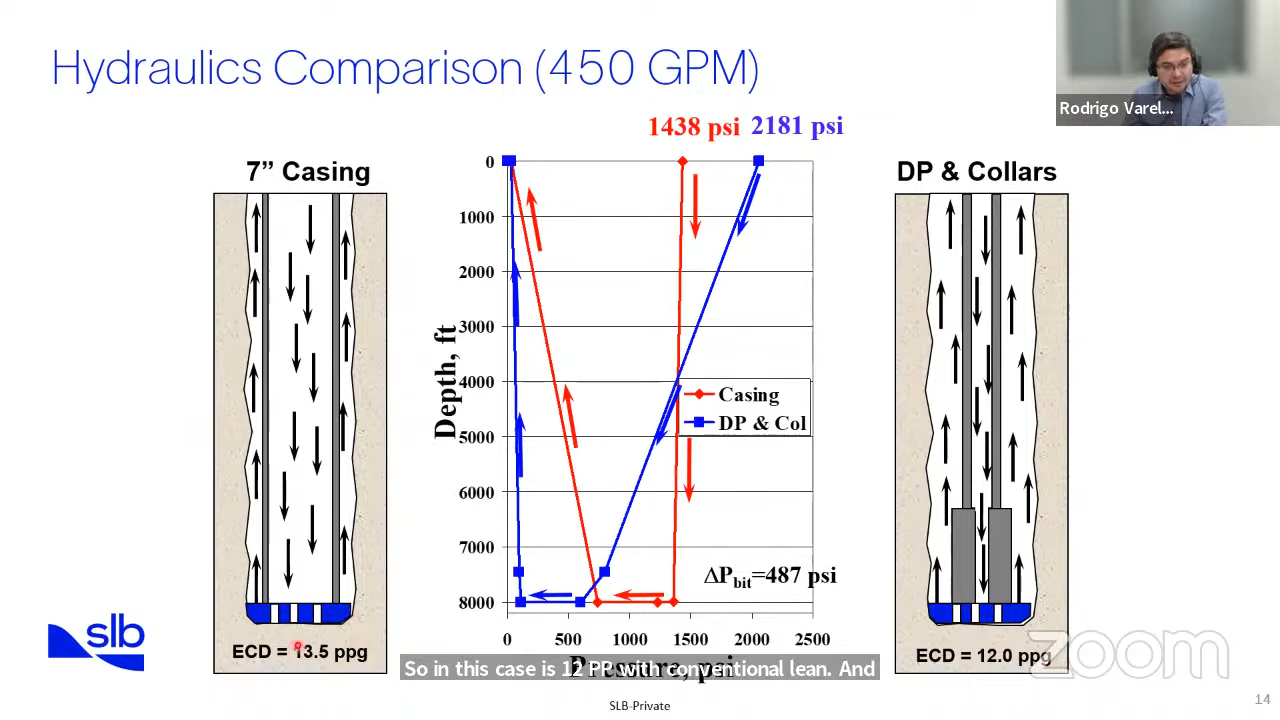 Hydraulics Comparison (450 GPM)
Rodrigo Varel...
1438 psi 2181 psi
7” Casing
DP & Collars
0
1000
2000
3000
4000
5000
6000
7000
8000
Depth, ft
Casing
DP & Col
ΔPbit=487 psi
0 500 1000 1500 2000 2500
Pressure, psi
ECD = 13.5 ppg
ECD = 12.0 ppg
So in this case is 12 PP with conventional lean. And
slb
zoom
SLB-Private
14